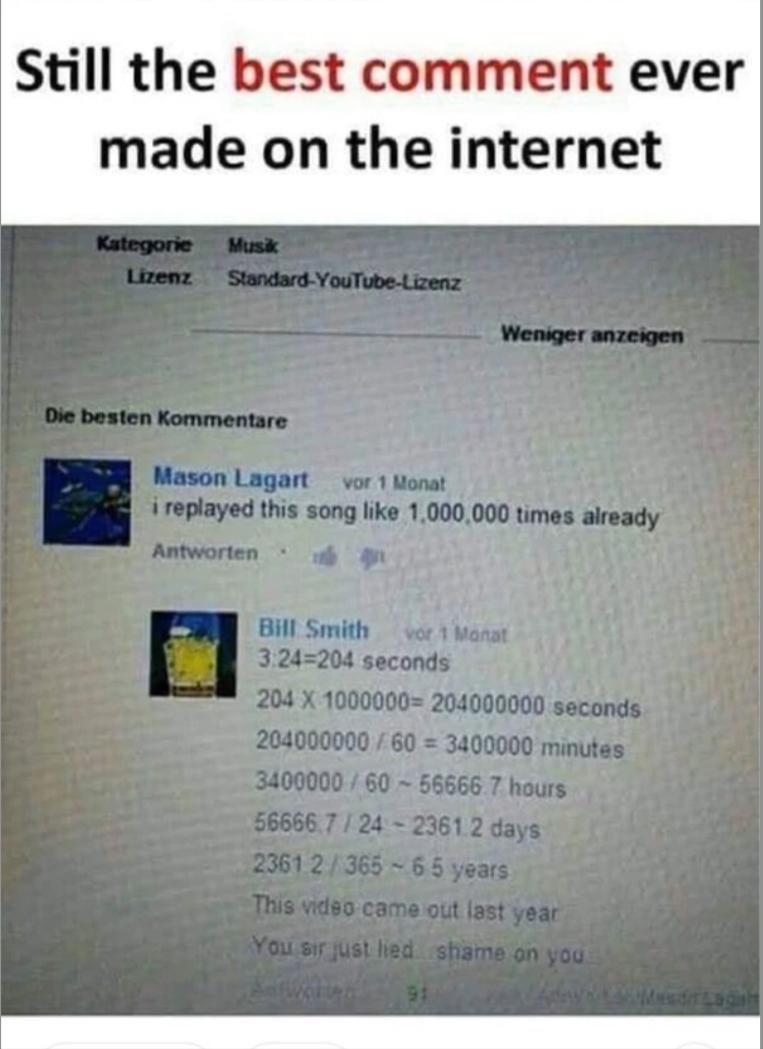 Still the best comment ever
made on the internet
Kategorie Musik
Lizenz Standard-YouTube-Lizenz
Weniger anzeigen
Die besten Kommentare
Mason Lagart vor 1 Monat
i replayed this song like 1,000,000 times already
Antworten ·
Bill Smith vor 1 Monat
3:24=204 seconds
204 X 1000000= 204000000 seconds
204000000 / 60 = 3400000 minutes
3400000 / 60 ~ 56666.7 hours
56666.7 / 24 ~ 2361.2 days
2361.2 / 365 ~ 6.5 years
This video came out last year
You sir just lied... shame on you
Antworten 91